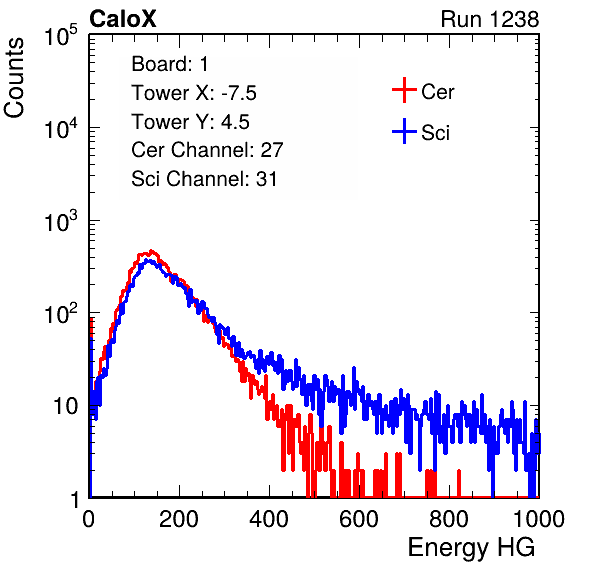 CaloX Run 1238
Counts
Board: 1
Tower X: -7.5
Tower Y: 4.5
Cer Channel: 27
Sci Channel: 31
Cer
Sci
10^5
10^4
10^3
10^2
10
1
0 200 400 600 800 1000
Energy HG